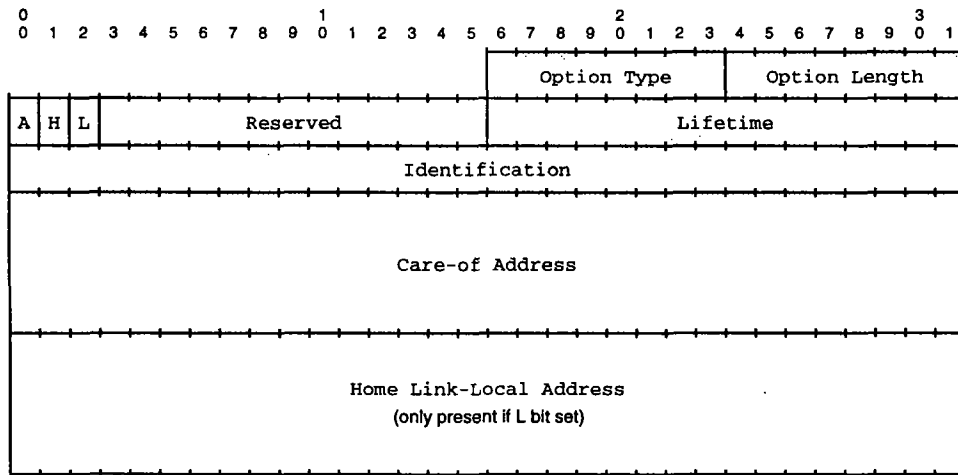 0 1 2 3
0 1 2 3 4 5 6 7 8 9 0 1 2 3 4 5 6 7 8 9 0 1 2 3 4 5 6 7 8 9 0 1
Option Type Option Length
A H L Reserved Lifetime
Identification
Care-of Address
Home Link-Local Address
(only present if L bit set)